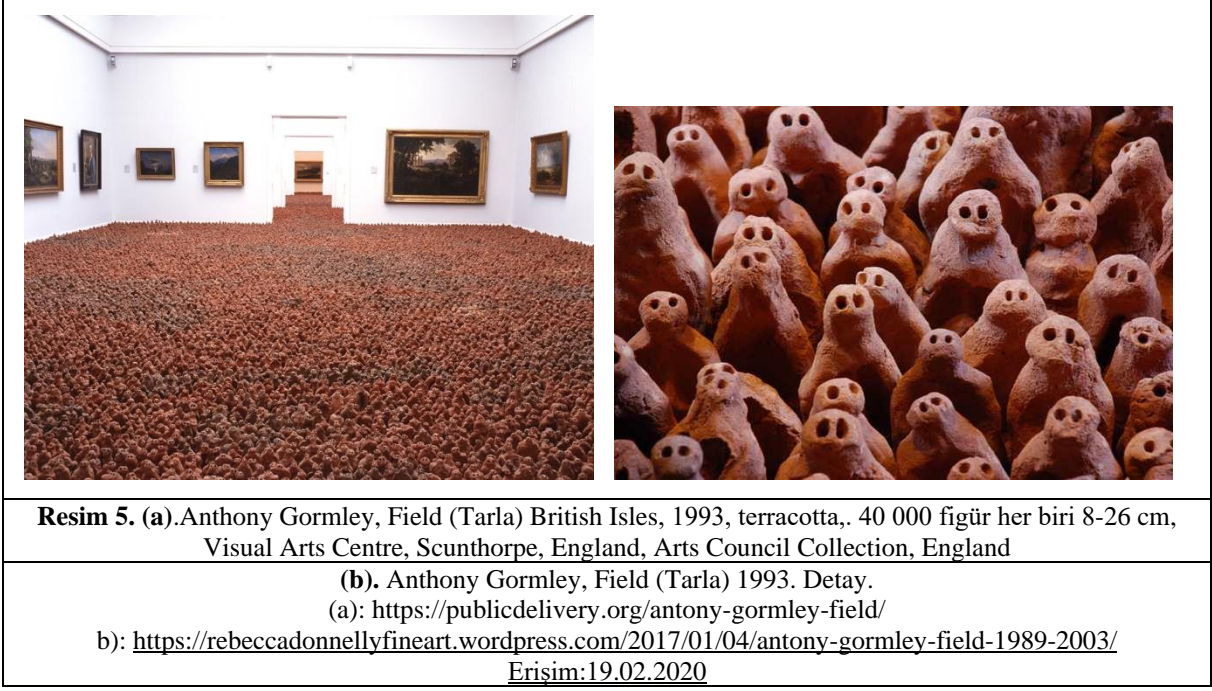 Resim 5. (a).Anthony Gormley, Field (Tarla) British Isles, 1993, terracotta,. 40 000 figür her biri 8-26 cm,
Visual Arts Centre, Scunthorpe, England, Arts Council Collection, England
(b). Anthony Gormley, Field (Tarla) 1993. Detay.
(a): https://publicdelivery.org/antony-gormley-field/
b): https://rebeccadonnellyfineart.wordpress.com/2017/01/04/antony-gormley-field-1989-2003/
Erişim:19.02.2020